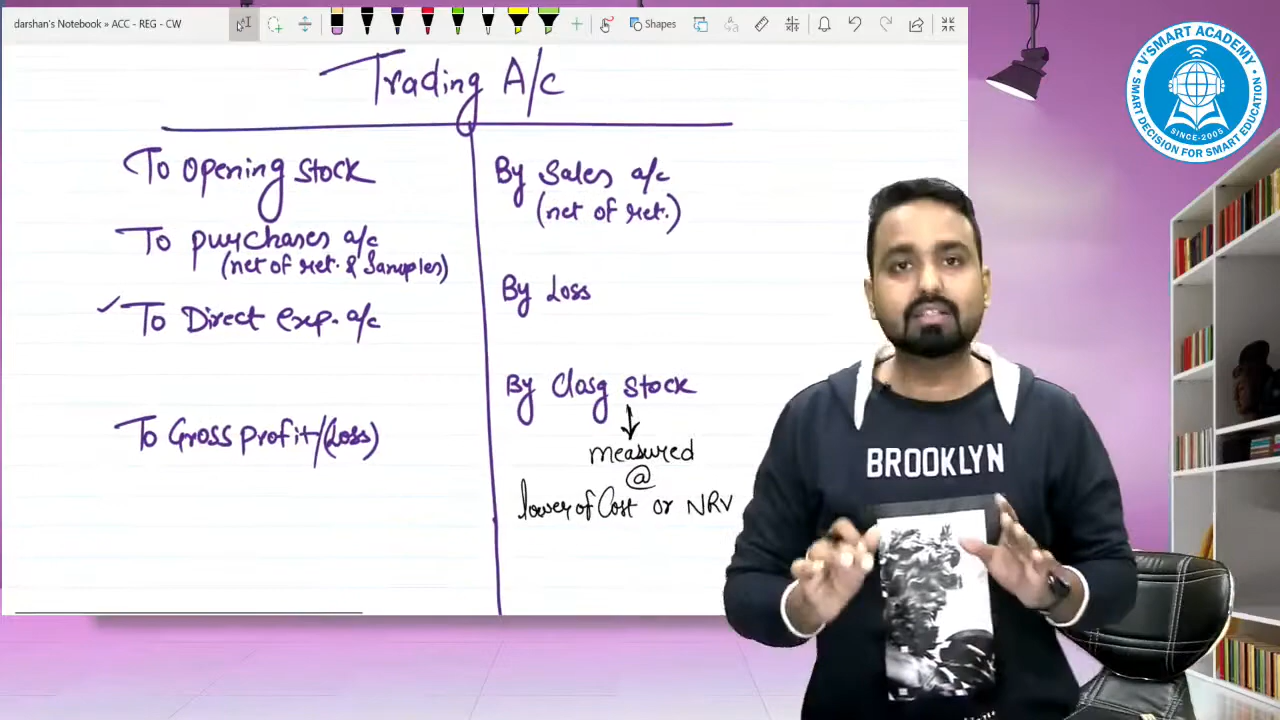 darshan's Notebook » ACC - REG - CW
Shapes
Trading A/c
To Opening stock
To purchases a/c
(net of ret. & Samples)
To Direct exp. a/c
To Gross profit/(Loss)
By Sales a/c
(net of ret.)
By Loss
By Closg stock
measured
@
lower of Cost or NRV
V'SMART ACADEMY
SINCE-2005
SMART DECISION FOR SMART EDUCATION
BROOKLYN